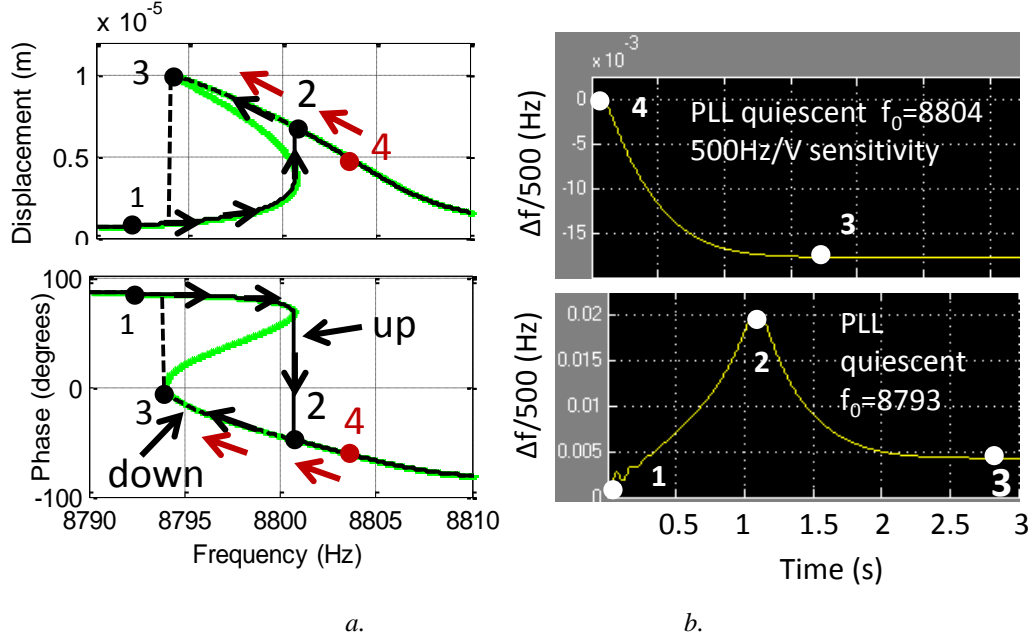 x 10⁻⁵
Displacement (m)
1
0.5
0
3
2
4
1
Phase (degrees)
100
0
-100
1
up
3
2
4
down
8790 8795 8800 8805 8810
Frequency (Hz)
a.
x 10⁻³
Δf/500 (Hz)
0
-5
-10
-15
4
PLL quiescent f₀=8804
500Hz/V sensitivity
3
Δf/500 (Hz)
0.02
0.015
0.01
0.005
0
1
2
PLL
quiescent
f₀=8793
3
0.5 1 1.5 2 2.5 3
Time (s)
b.